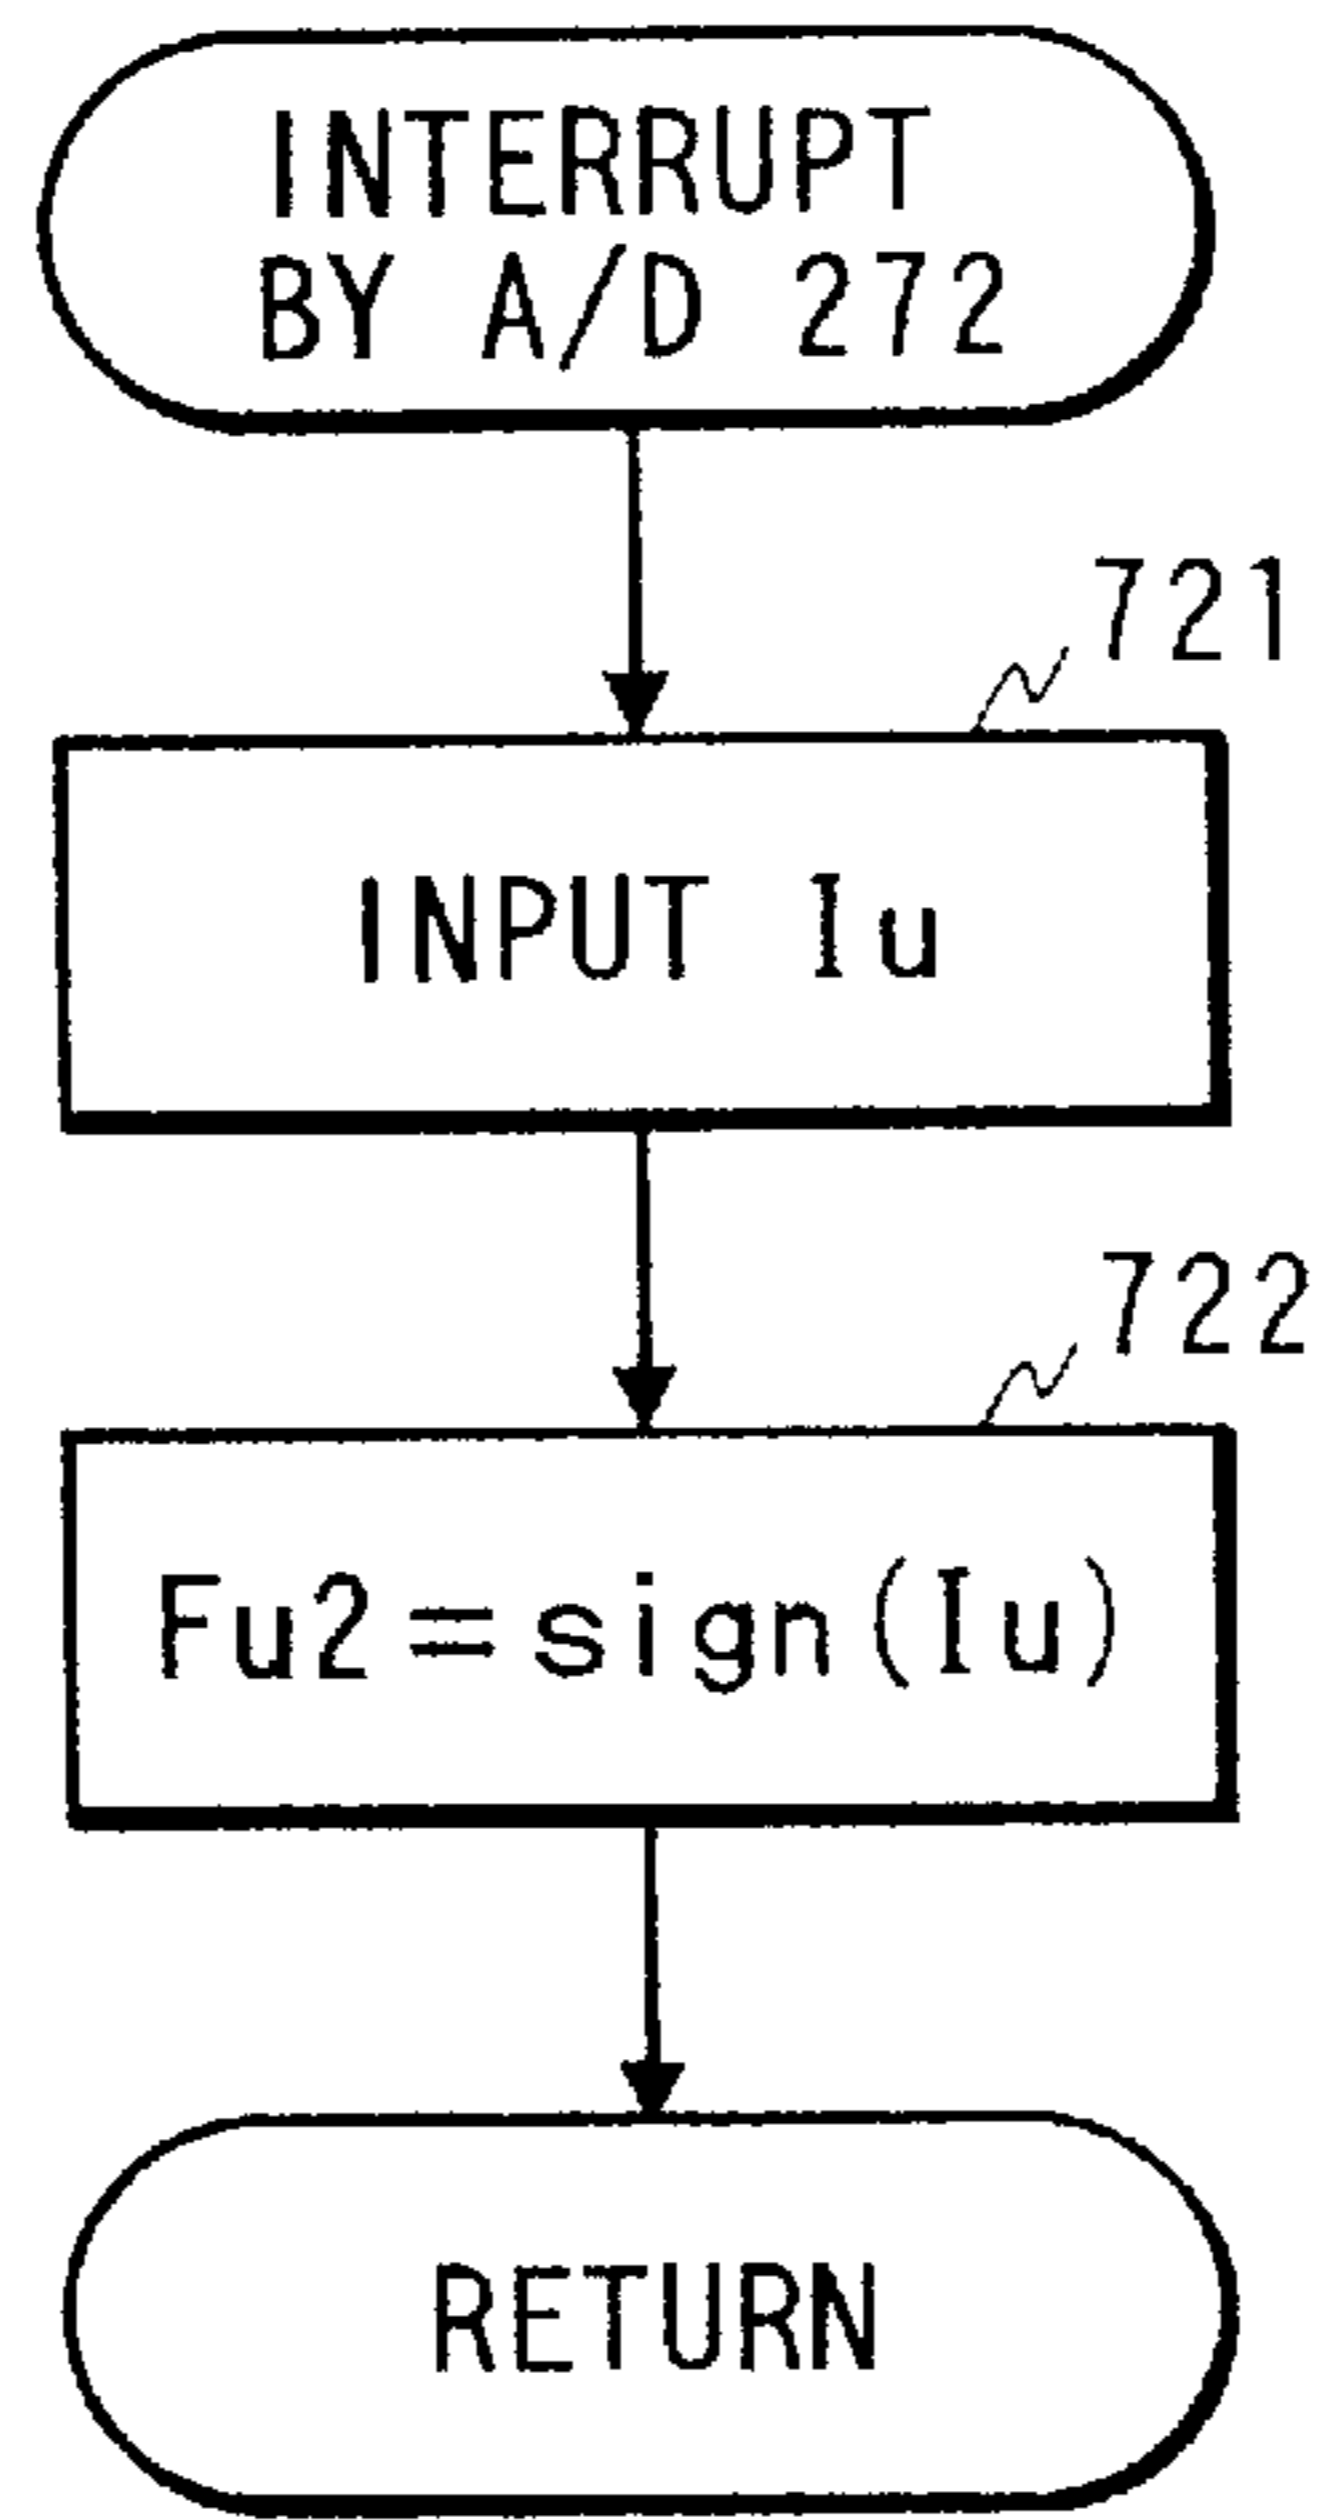 INTERRUPT
BY A/D 272
721
INPUT Iu
722
Fu2=sign(Iu)
RETURN